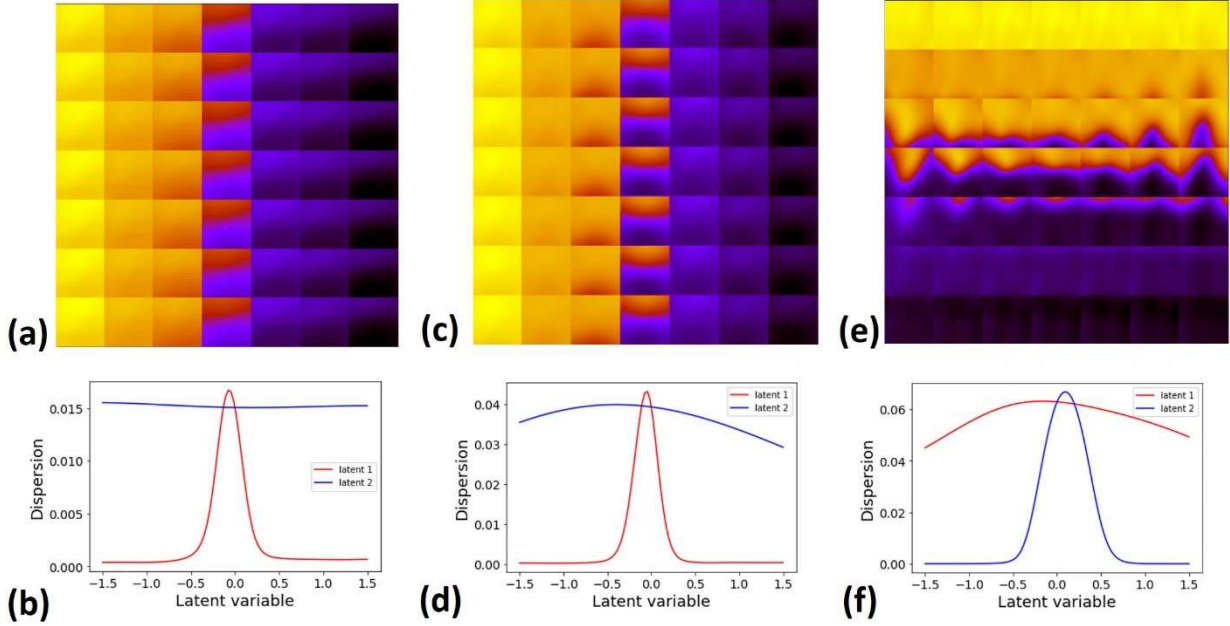 (a)
(c)
(e)
Dispersion
0.015
0.010
0.005
0.000
latent 1
latent 2
−1.5 −1.0 −0.5 0.0 0.5 1.0 1.5
Latent variable
(b)
Dispersion
0.04
0.03
0.02
0.01
0.00
latent 1
latent 2
−1.5 −1.0 −0.5 0.0 0.5 1.0 1.5
Latent variable
(d)
Dispersion
0.06
0.04
0.02
0.00
latent 1
latent 2
−1.5 −1.0 −0.5 0.0 0.5 1.0 1.5
Latent variable
(f)